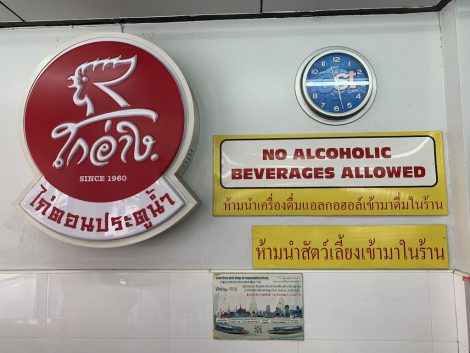 โกอ่าง.
SINCE 1960
ไก่ตอนประตูน้ำ
NO ALCOHOLIC
BEVERAGES ALLOWED
ห้ามนำเครื่องดื่มแอลกอฮอล์เข้ามาดื่มในร้าน
ห้ามนำสัตว์เลี้ยงเข้ามาในร้าน